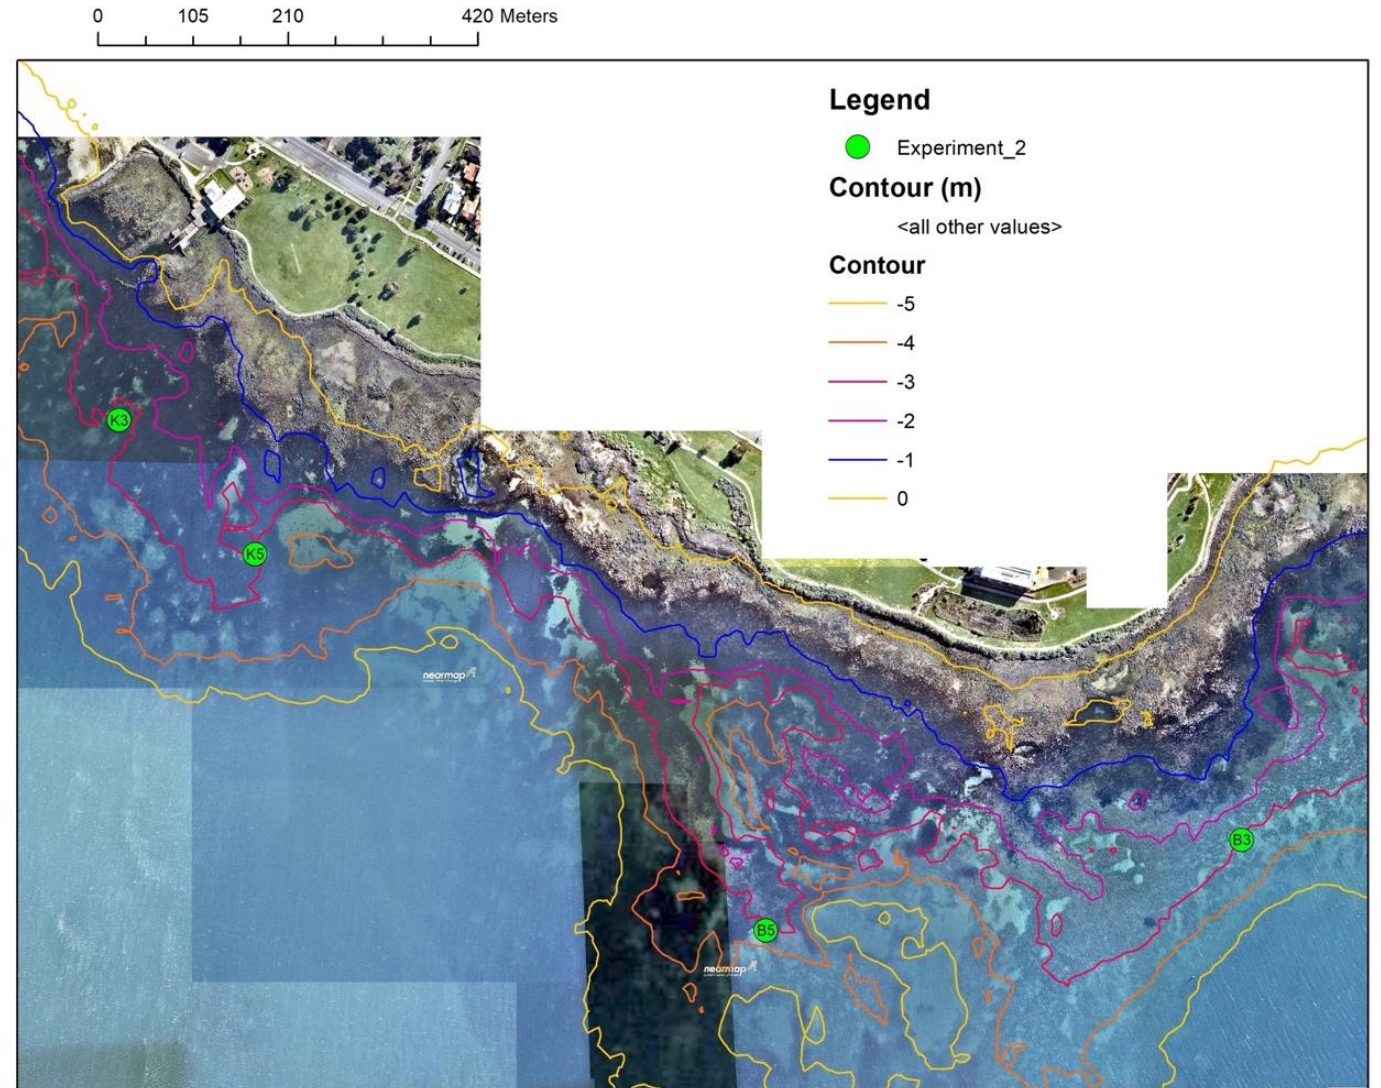 0 105 210 420 Meters
Legend
Experiment_2
Contour (m)
<all other values>
Contour
-5
-4
-3
-2
-1
0
K3
K5
nearmap
B3
B5
nearmap